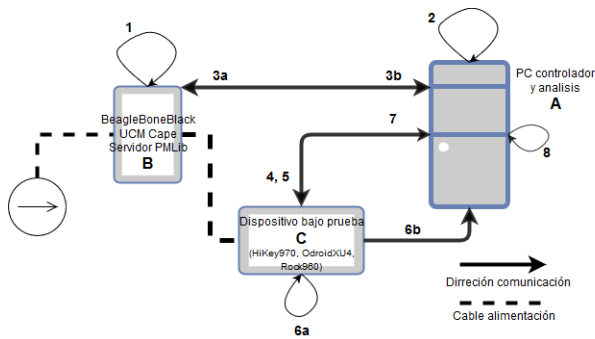 1
2
3a
3b
PC controlador
y analisis
A
BeagleBoneBlack
UCM Cape
Servidor PMLib
B
7
8
4, 5
Dispositivo bajo prueba
C
(HiKey970, OdroidXU4,
Rock960)
6b
6a
Dirreción comunicación
Cable alimentación